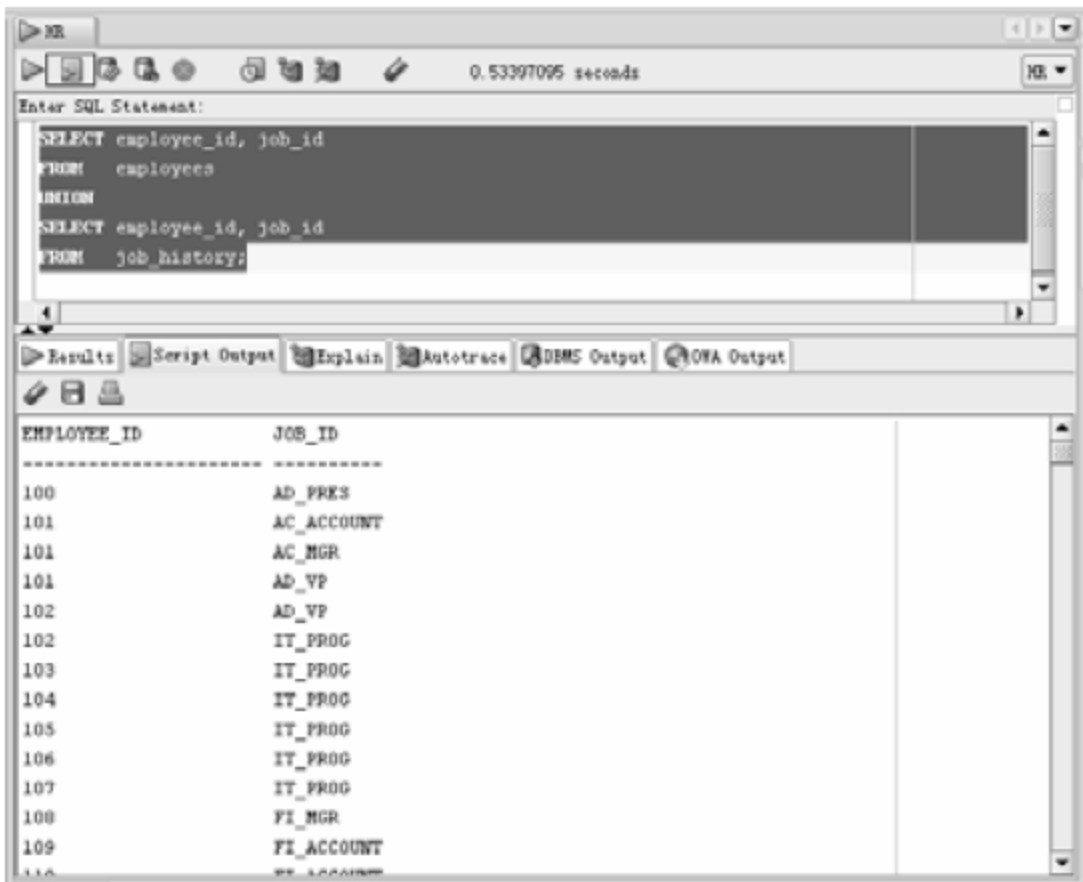 HR
0.53397095 seconds
HR
Enter SQL Statement:
SELECT employee_id, job_id
FROM employees
UNION
SELECT employee_id, job_id
FROM job_history;
Results Script Output Explain Autotrace DBMS Output OWA Output
EMPLOYEE_ID JOB_ID
---------------------- ----------
100 AD_PRES
101 AC_ACCOUNT
101 AC_MGR
101 AD_VP
102 AD_VP
102 IT_PROG
103 IT_PROG
104 IT_PROG
105 IT_PROG
106 IT_PROG
107 IT_PROG
108 FI_MGR
109 FI_ACCOUNT
110 FI_ACCOUNT